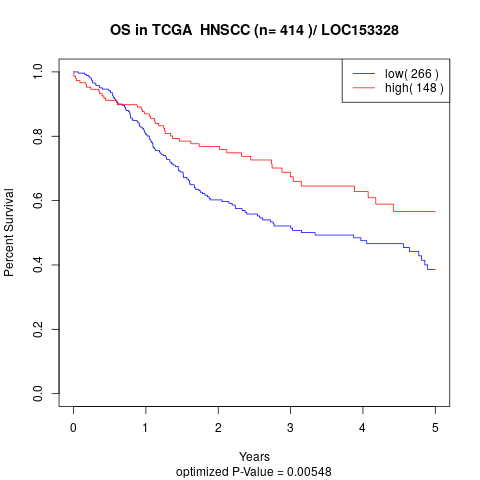 OS in TCGA HNSCC (n= 414 )/ LOC153328
low( 266 )
high( 148 )
Percent Survival
1.0
0.8
0.6
0.4
0.2
0.0
0 1 2 3 4 5
Years
optimized P-Value = 0.00548